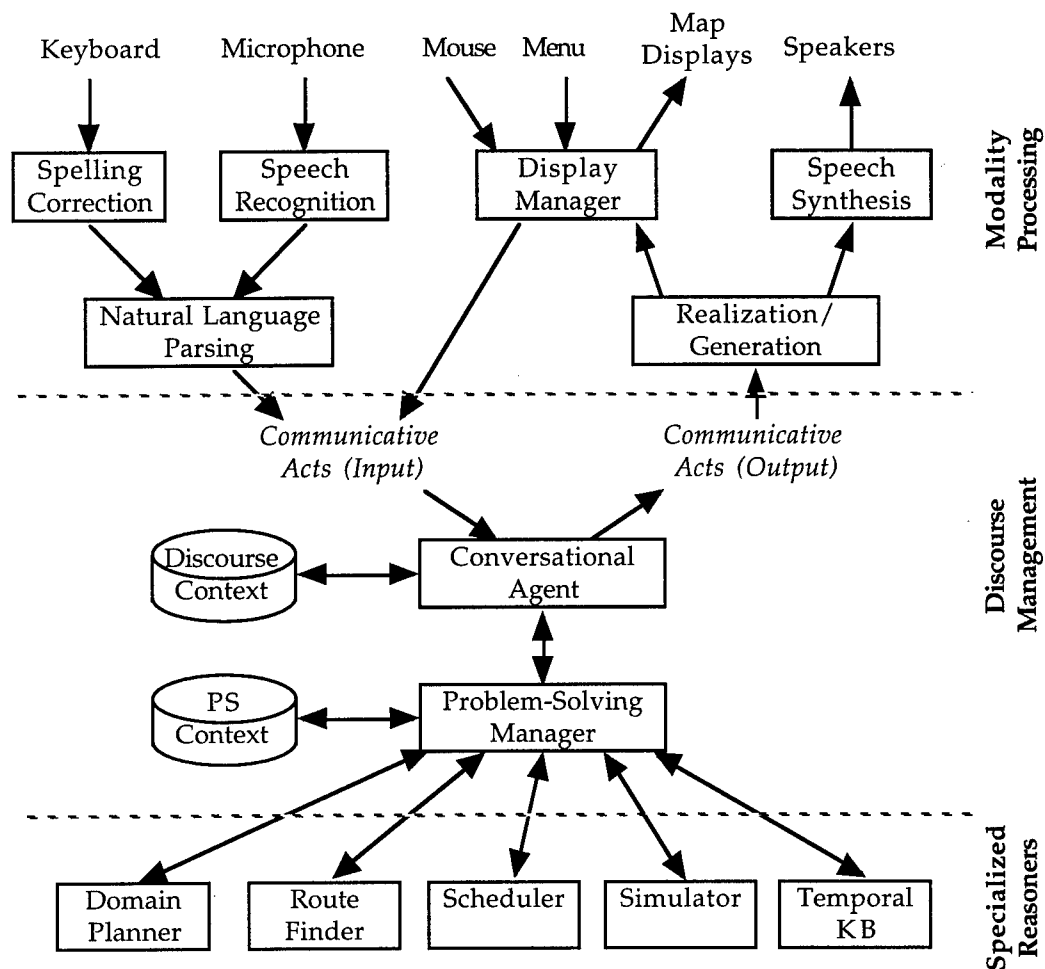 Keyboard
Microphone
Mouse
Menu
Map
Displays
Speakers
Spelling
Correction
Speech
Recognition
Display
Manager
Speech
Synthesis
Modality
Processing
Natural Language
Parsing
Realization/
Generation
Communicative
Acts (Input)
Communicative
Acts (Output)
Discourse
Context
Conversational
Agent
Discourse
Management
PS
Context
Problem-Solving
Manager
Domain
Planner
Route
Finder
Scheduler
Simulator
Temporal
KB
Specialized
Reasoners